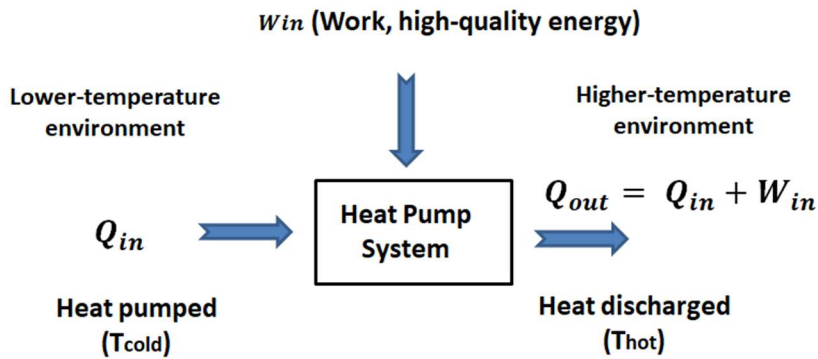 Win (Work, high-quality energy)
Lower-temperature
environment
Higher-temperature
environment
Qin
Heat Pump
System
Qout = Qin + Win
Heat pumped
(Tcold)
Heat discharged
(Thot)